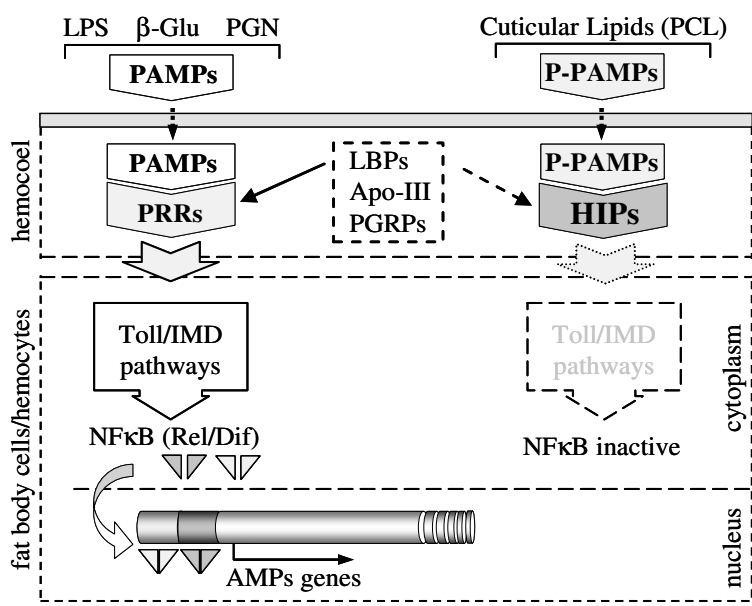 LPS β-Glu PGN
PAMPs
Cuticular Lipids (PCL)
P-PAMPs
hemocoel
PAMPs
PRRs
LBPs
Apo-III
PGRPs
P-PAMPs
HIPs
fat body cells/hemocytes
Toll/IMD
pathways
NFκB (Rel/Dif)
Toll/IMD
pathways
NFκB inactive
cytoplasm
AMPs genes
nucleus